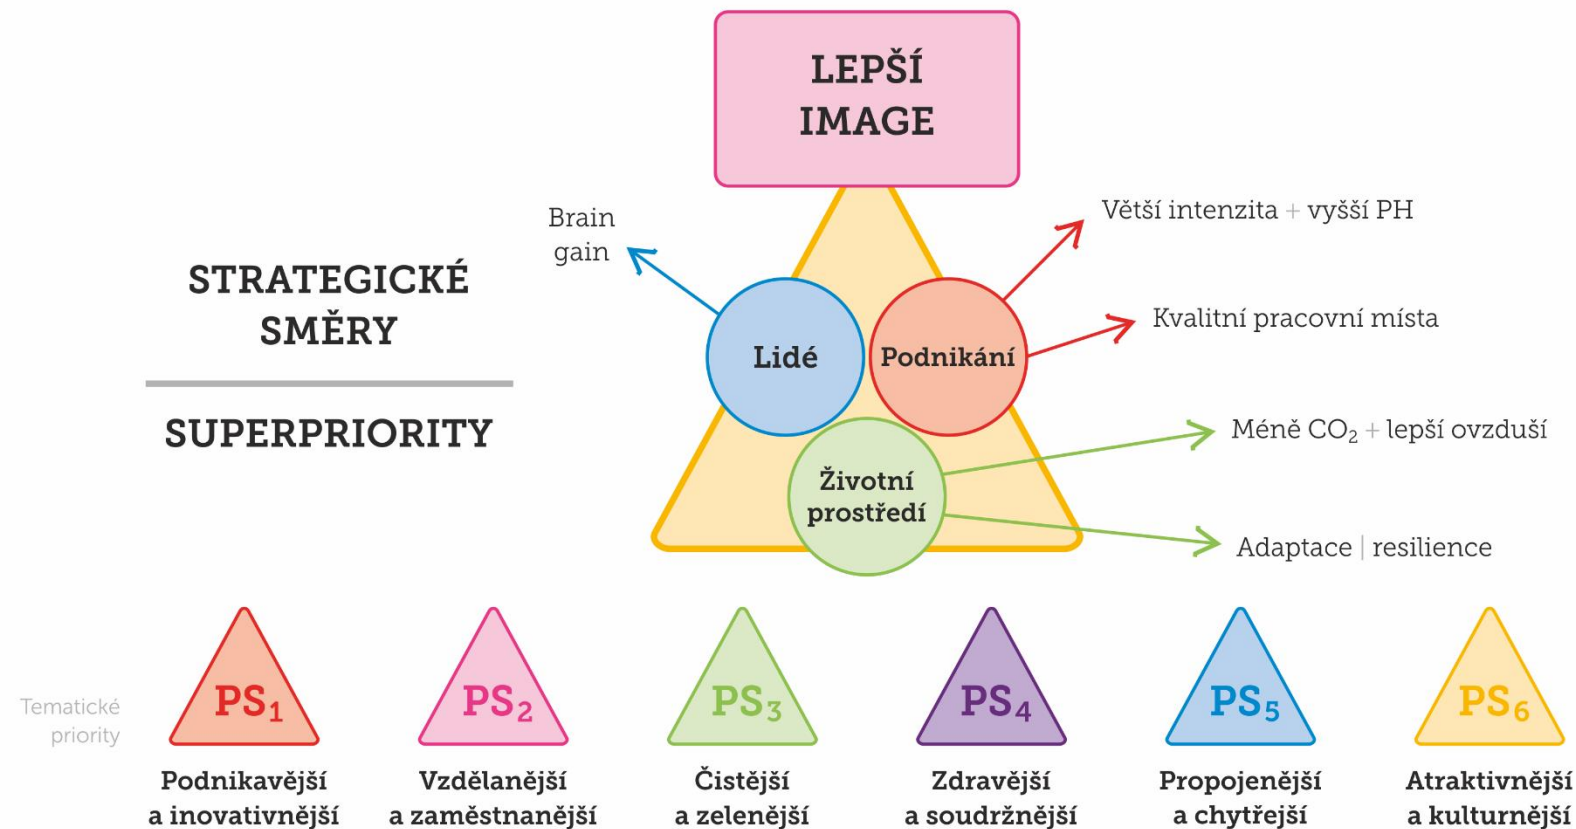 LEPŠÍ
IMAGE
Brain
gain
Větší intenzita + vyšší PH
STRATEGICKÉ
SMĚRY
Kvalitní pracovní místa
Lidé
Podnikání
SUPERPRIORITY
Méně CO₂ + lepší ovzduší
Životní
prostředí
Adaptace | resilience
Tematické
priority
PS₁
Podnikavější
a inovativnější
PS₂
Vzdělanější
a zaměstnanější
PS₃
Čistější
a zelenější
PS₄
Zdravější
a soudržnější
PS₅
Propojenější
a chytřejší
PS₆
Atraktivnější
a kulturnější